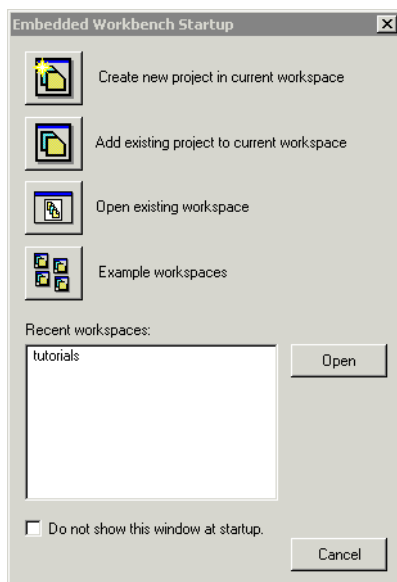 Embedded Workbench Startup
Create new project in current workspace
Add existing project to current workspace
Open existing workspace
Example workspaces
Recent workspaces:
tutorials
Open
Do not show this window at startup.
Cancel